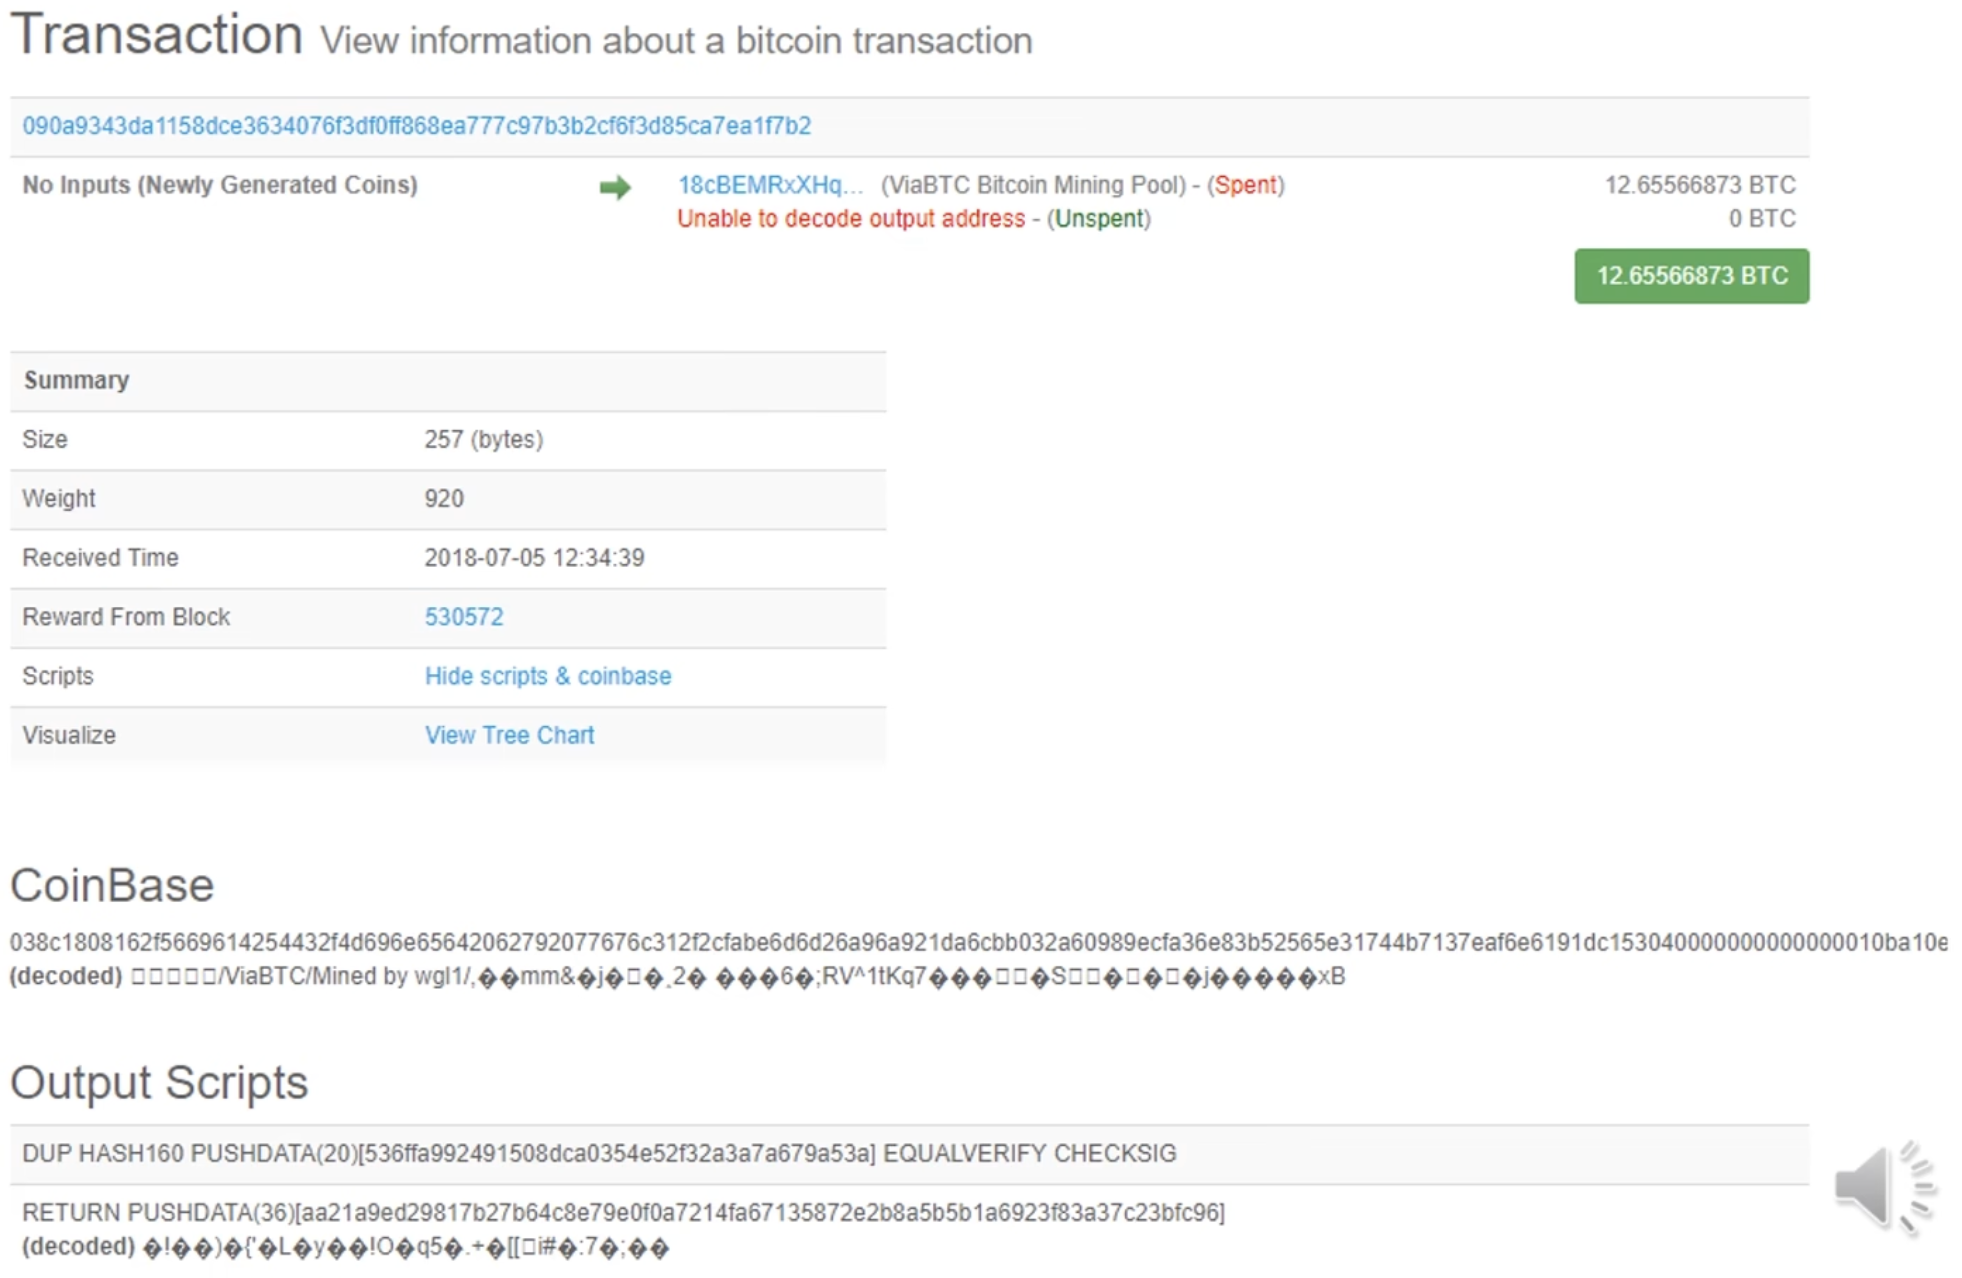 Transaction View information about a bitcoin transaction
090a9343da1158dce3634076f3df0ff868ea777c97b3b2cf6f3d85ca7ea1f7b2
No Inputs (Newly Generated Coins) 18cBEMRxXHq... (ViaBTC Bitcoin Mining Pool) - (Spent) 12.65566873 BTC
Unable to decode output address - (Unspent) 0 BTC
12.65566873 BTC
Summary
Size 257 (bytes)
Weight 920
Received Time 2018-07-05 12:34:39
Reward From Block 530572
Scripts Hide scripts & coinbase
Visualize View Tree Chart
CoinBase
038c1808162f5669614254432f4d696e65642062792077676c312f2cfabe6d6d26a96a921da6cbb032a60989ecfa36e83b52565e31744b7137eaf6e6191dc153040000000000000010ba10e
(decoded) □□□□□/ViaBTC/Mined by wgl1/,��mm&�j�□�˛2� ���6�;RV^1tKq7���□□�S□□�□�□�j�����xB
Output Scripts
DUP HASH160 PUSHDATA(20)[536ffa992491508dca0354e52f32a3a7a679a53a] EQUALVERIFY CHECKSIG
RETURN PUSHDATA(36)[aa21a9ed29817b27b64c8e79e0f0a7214fa67135872e2b8a5b5b1a6923f83a37c23bfc96]
(decoded) �!��)�{'�L�y��!O�q5�.+�[[□i#�:7�;��